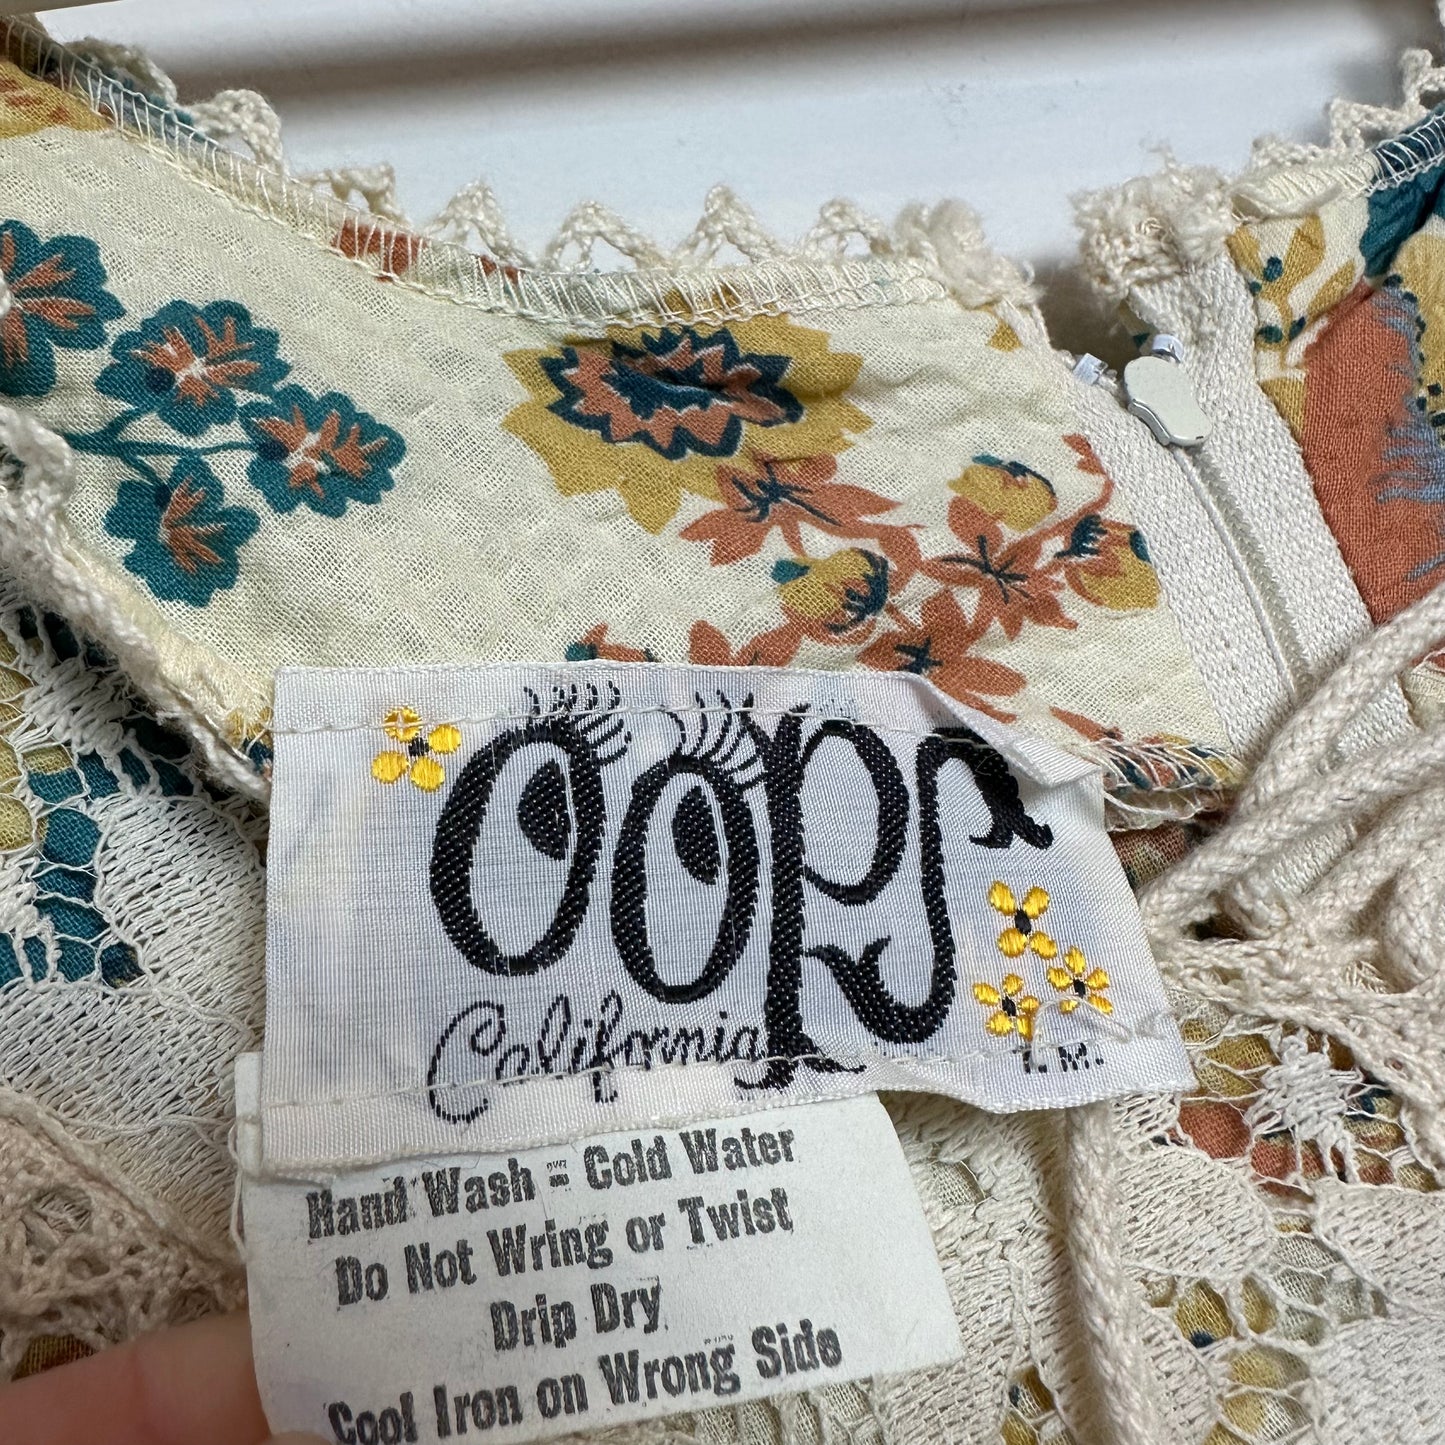 OOPS
California
T.M.
Hand Wash = Cold Water
Do Not Wring or Twist
Drip Dry
Cool Iron on Wrong Side